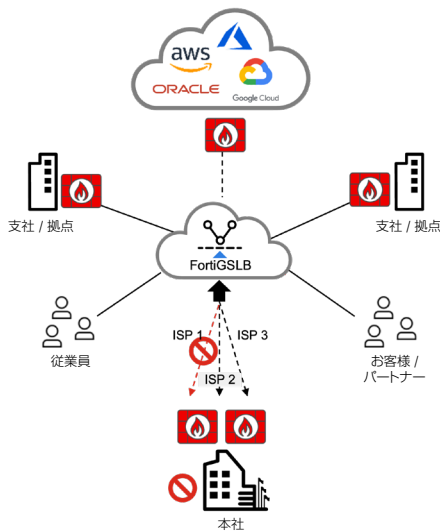 aws
ORACLE
Google Cloud
支社 / 拠点
支社 / 拠点
FortiGSLB
従業員
お客様 /
パートナー
ISP 1
ISP 3
ISP 2
本社